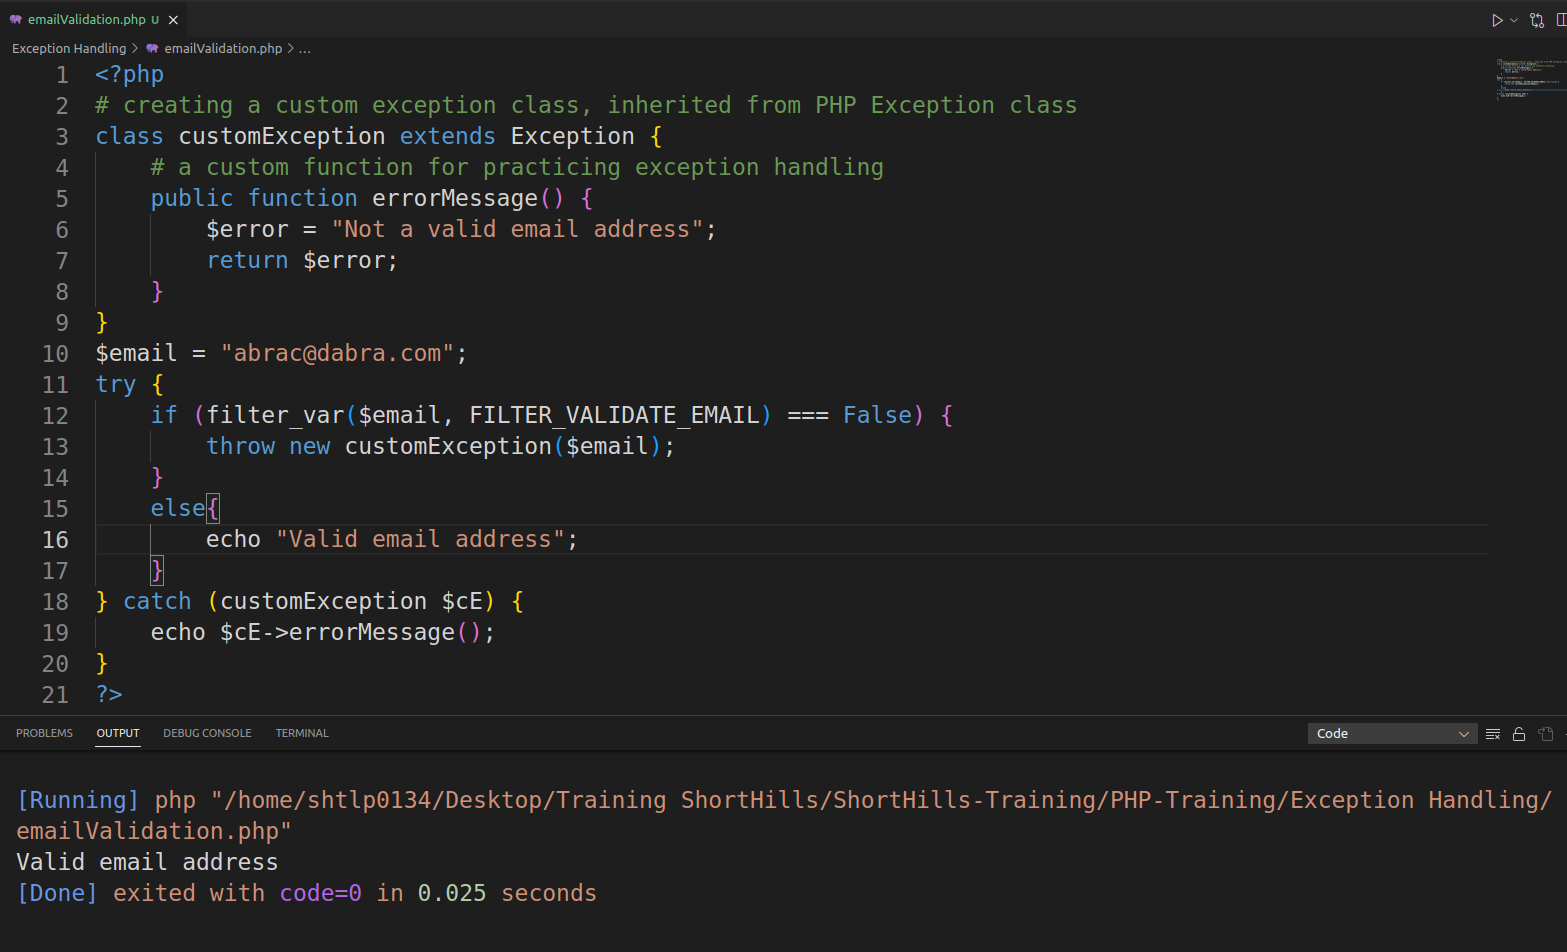 emailValidation.php U
Exception Handling > emailValidation.php > ...
1 <?php
2 # creating a custom exception class, inherited from PHP Exception class
3 class customException extends Exception {
4     # a custom function for practicing exception handling
5     public function errorMessage() {
6         $error = "Not a valid email address";
7         return $error;
8     }
9 }
10 $email = "abrac@dabra.com";
11 try {
12     if (filter_var($email, FILTER_VALIDATE_EMAIL) === False) {
13         throw new customException($email);
14     }
15     else{
16         echo "Valid email address";
17     }
18 } catch (customException $cE) {
19     echo $cE->errorMessage();
20 }
21 ?>
PROBLEMS OUTPUT DEBUG CONSOLE TERMINAL Code
[Running] php "/home/shtlp0134/Desktop/Training ShortHills/ShortHills-Training/PHP-Training/Exception Handling/
emailValidation.php"
Valid email address
[Done] exited with code=0 in 0.025 seconds